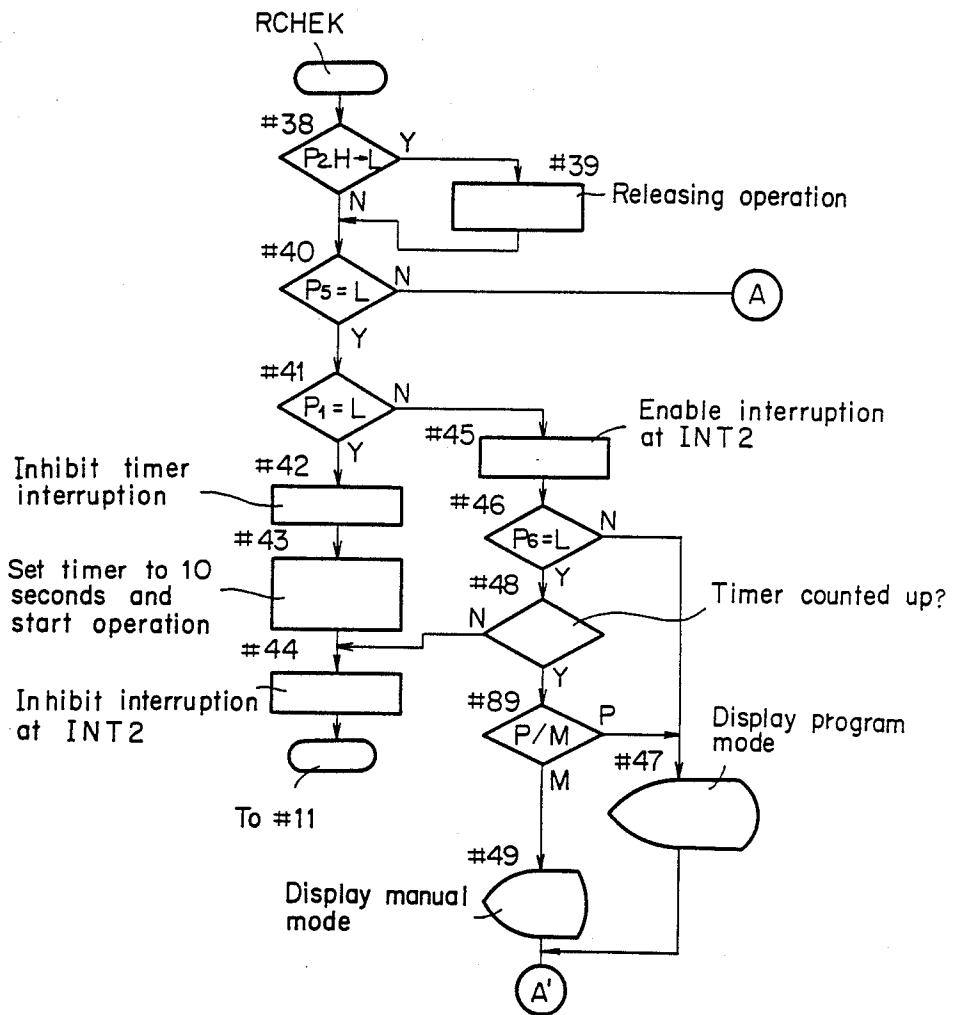 RCHEK
#38
P2.H→L
Y
N
#39
Releasing operation
#40
P5=L
N
Y
A
#41
P1=L
N
Y
#45
Enable interruption
at INT2
#42
Inhibit timer
interruption
#46
P6=L
N
Y
#43
Set timer to 10
seconds and
start operation
#48
N
Timer counted up?
Y
#44
Inhibit interruption
at INT2
To #11
#89
P/M
P
M
#47
Display program
mode
#49
Display manual
mode
A'